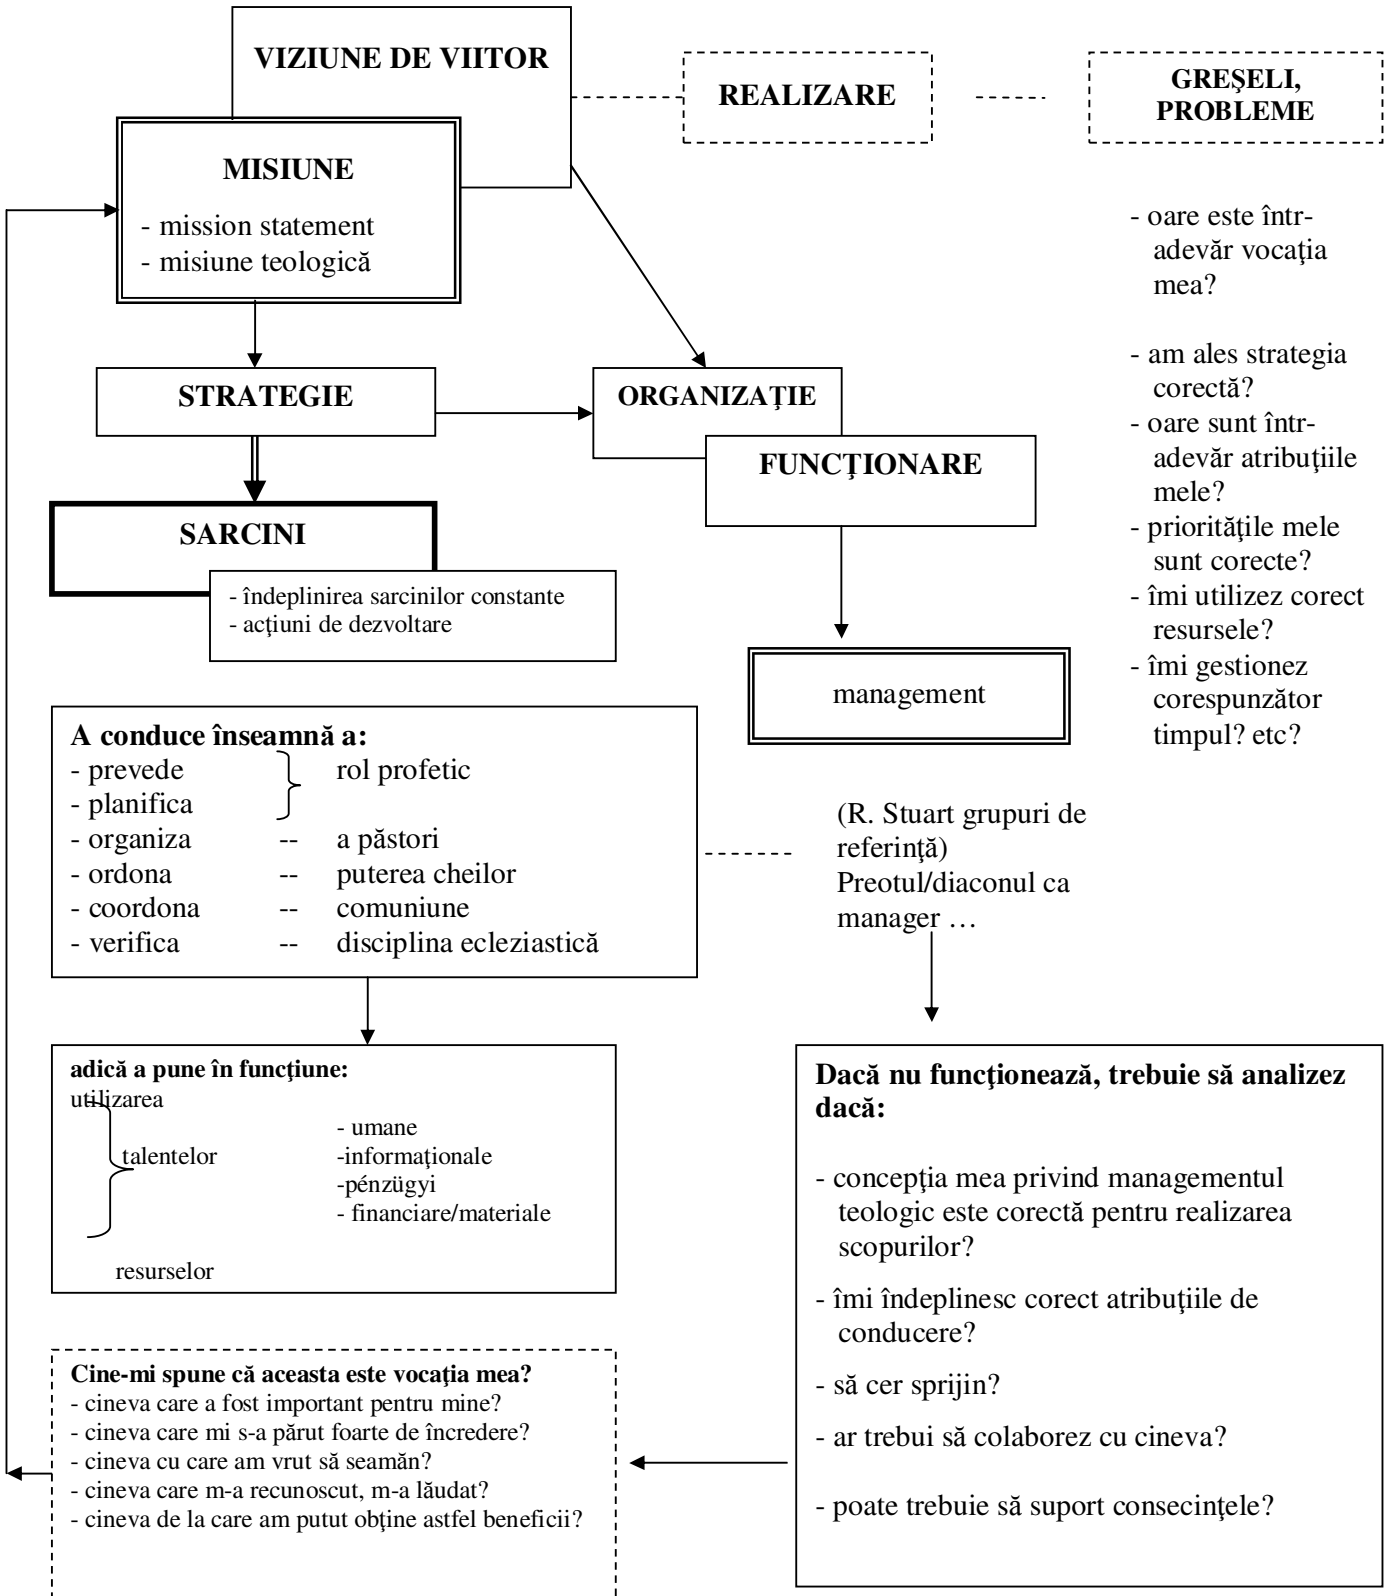 VIZIUNE DE VIITOR
REALIZARE
GREŞELI,
PROBLEME
MISIUNE
- mission statement
- misiune teologică
- oare este într-
adevăr vocaţia
mea?
- am ales strategia
corectă?
- oare sunt într-
adevăr atribuţiile
mele?
- priorităţile mele
sunt corecte?
- îmi utilizez corect
resursele?
- îmi gestionez
corespunzător
timpul? etc?
STRATEGIE
ORGANIZAŢIE
FUNCŢIONARE
SARCINI
- îndeplinirea sarcinilor constante
- acţiuni de dezvoltare
management
A conduce înseamnă a:
- prevede rol profetic
- planifica
- organiza -- a păstori
- ordona -- puterea cheilor
- coordona -- comuniune
- verifica -- disciplina ecleziastică
(R. Stuart grupuri de
referinţă)
Preotul/diaconul ca
manager …
adică a pune în funcţiune:
utilizarea
- umane
talentelor -informaţionale
-pénzügyi
- financiare/materiale
resurselor
Dacă nu funcţionează, trebuie să analizez
dacă:
- concepţia mea privind managementul
teologic este corectă pentru realizarea
scopurilor?
- îmi îndeplinesc corect atribuţiile de
conducere?
- să cer sprijin?
- ar trebui să colaborez cu cineva?
- poate trebuie să suport consecinţele?
Cine-mi spune că aceasta este vocaţia mea?
- cineva care a fost important pentru mine?
- cineva care mi s-a părut foarte de încredere?
- cineva cu care am vrut să seamăn?
- cineva care m-a recunoscut, m-a lăudat?
- cineva de la care am putut obţine astfel beneficii?